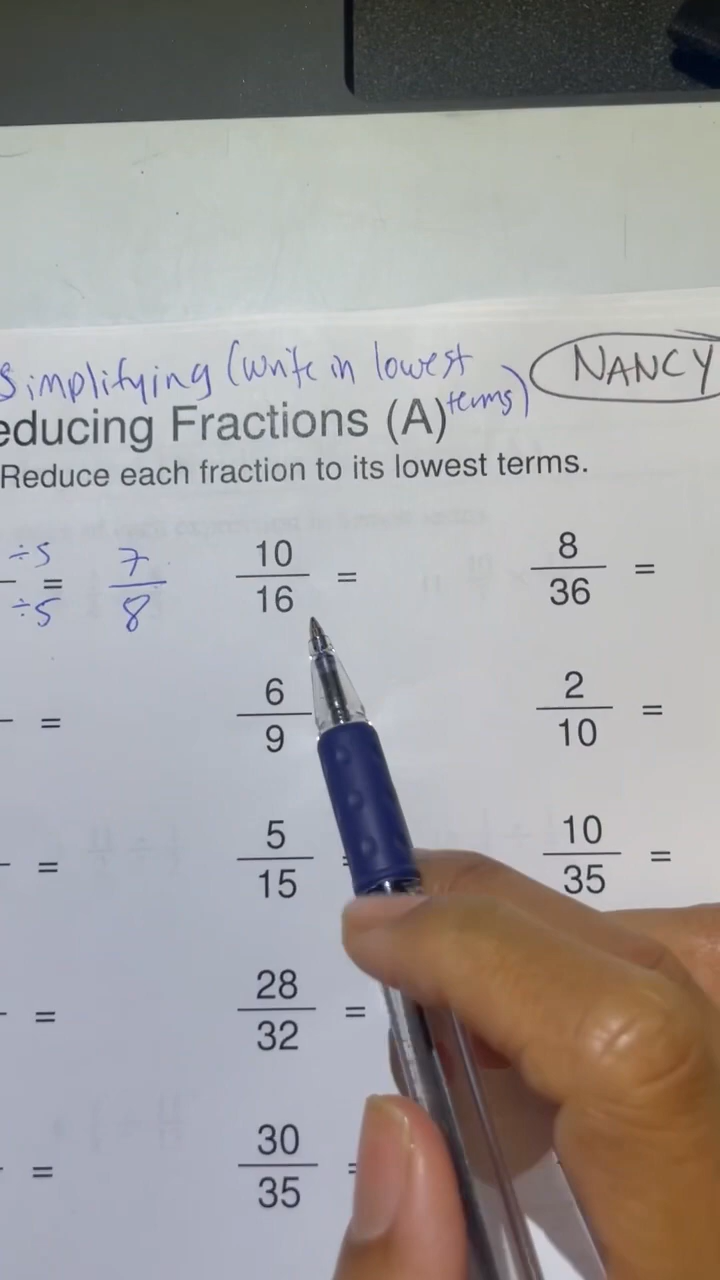 Simplifying (write in lowest terms) NANCY
educing Fractions (A)
Reduce each fraction to its lowest terms.
÷5 / ÷5 = 7/8 10/16 = 8/36 =
= 6/9 2/10 =
= 5/15 = 10/35 =
= 28/32 =
= 30/35 =